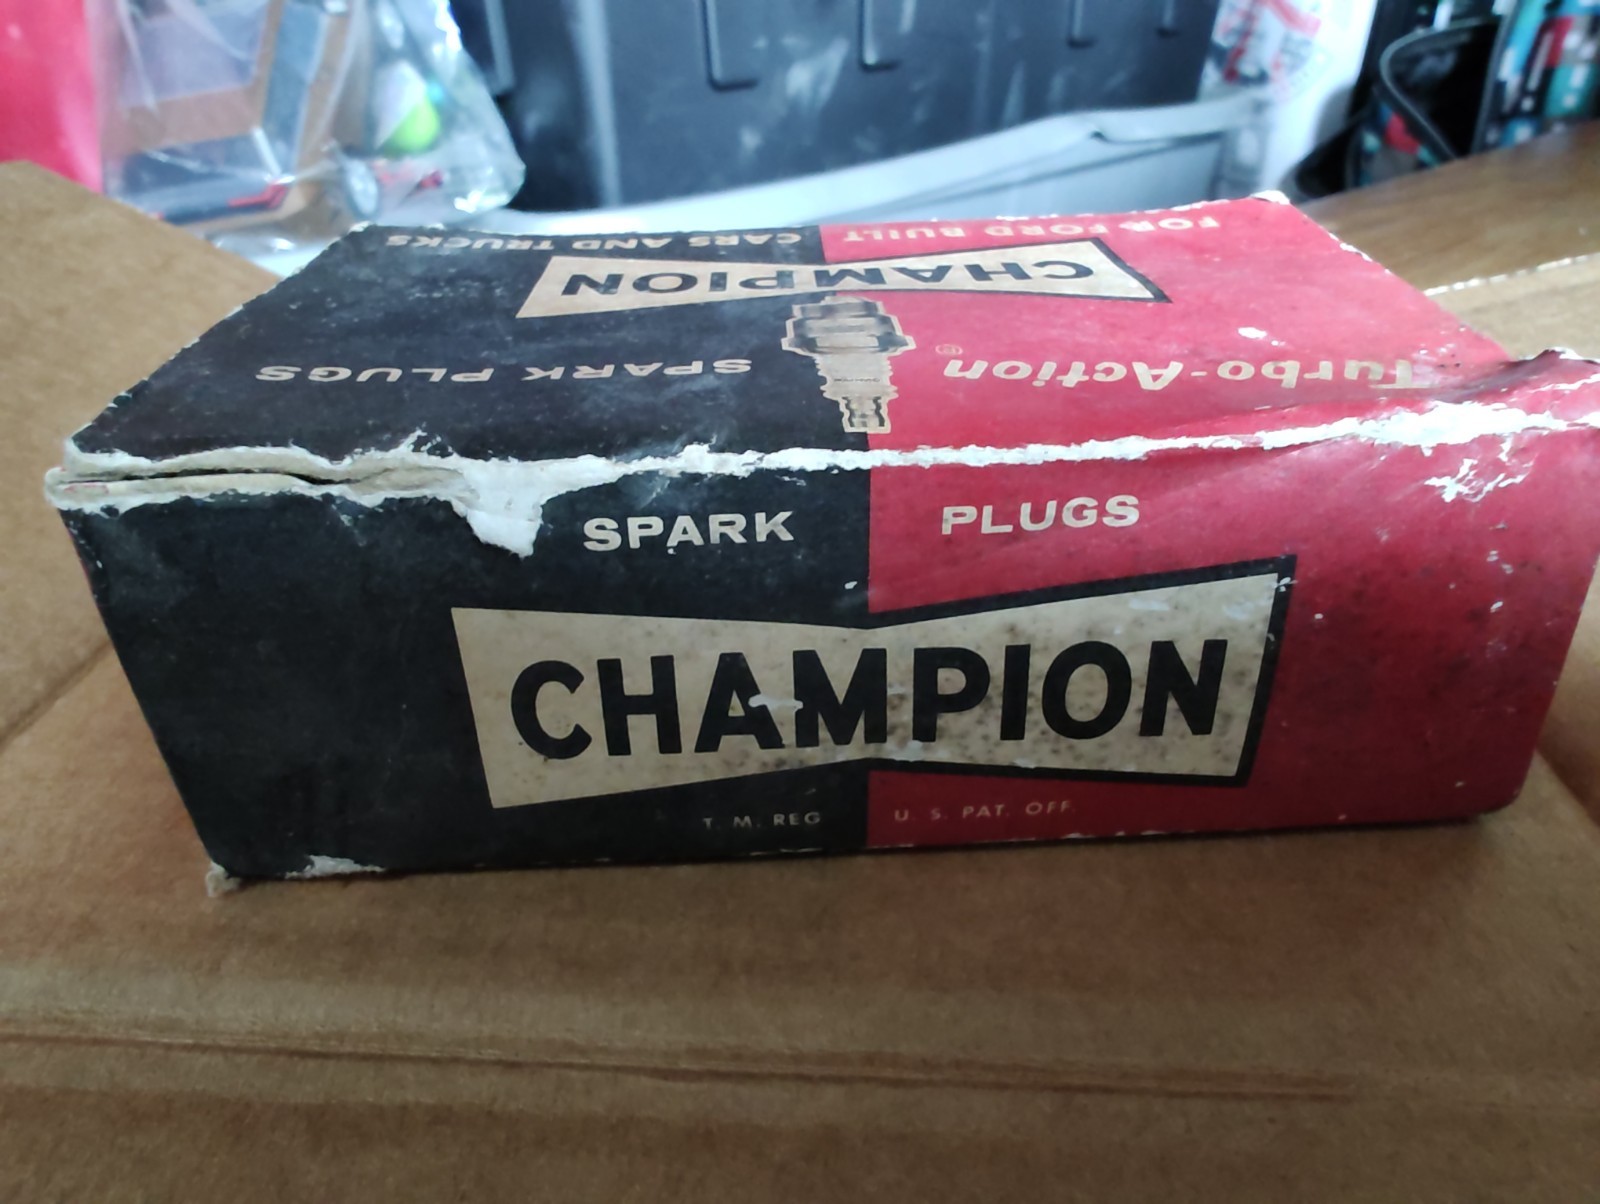 FOR FORD BUILT CARS AND TRUCKS
CHAMPION
Turbo-Action® SPARK PLUGS
SPARK PLUGS
CHAMPION
T. M. REG U. S. PAT. OFF.